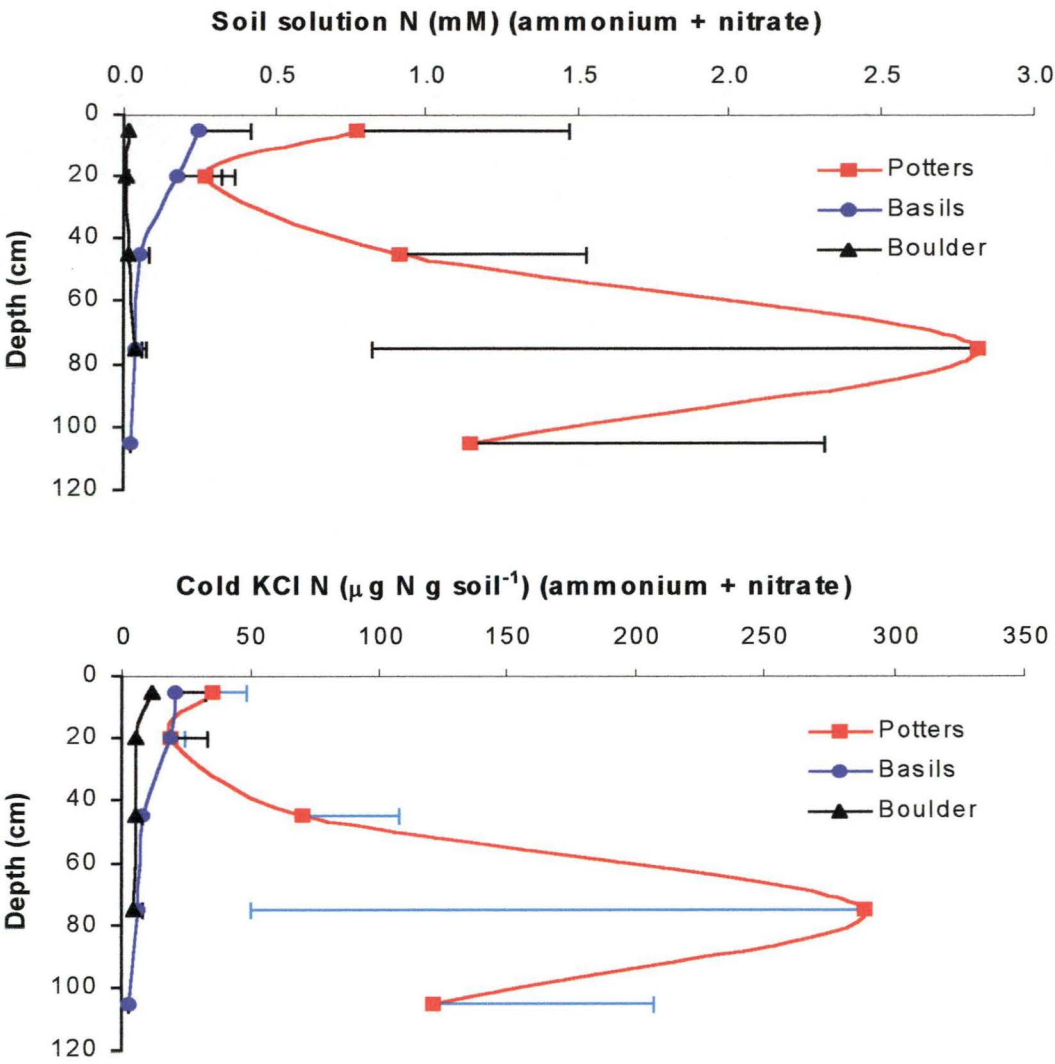 Soil solution N (mM) (ammonium + nitrate)
0.0 0.5 1.0 1.5 2.0 2.5 3.0
0
20
40
60
80
100
120
Depth (cm)
Potters
Basils
Boulder
Cold KCl N (μg N g soil⁻¹) (ammonium + nitrate)
0 50 100 150 200 250 300 350
0
20
40
60
80
100
120
Depth (cm)
Potters
Basils
Boulder